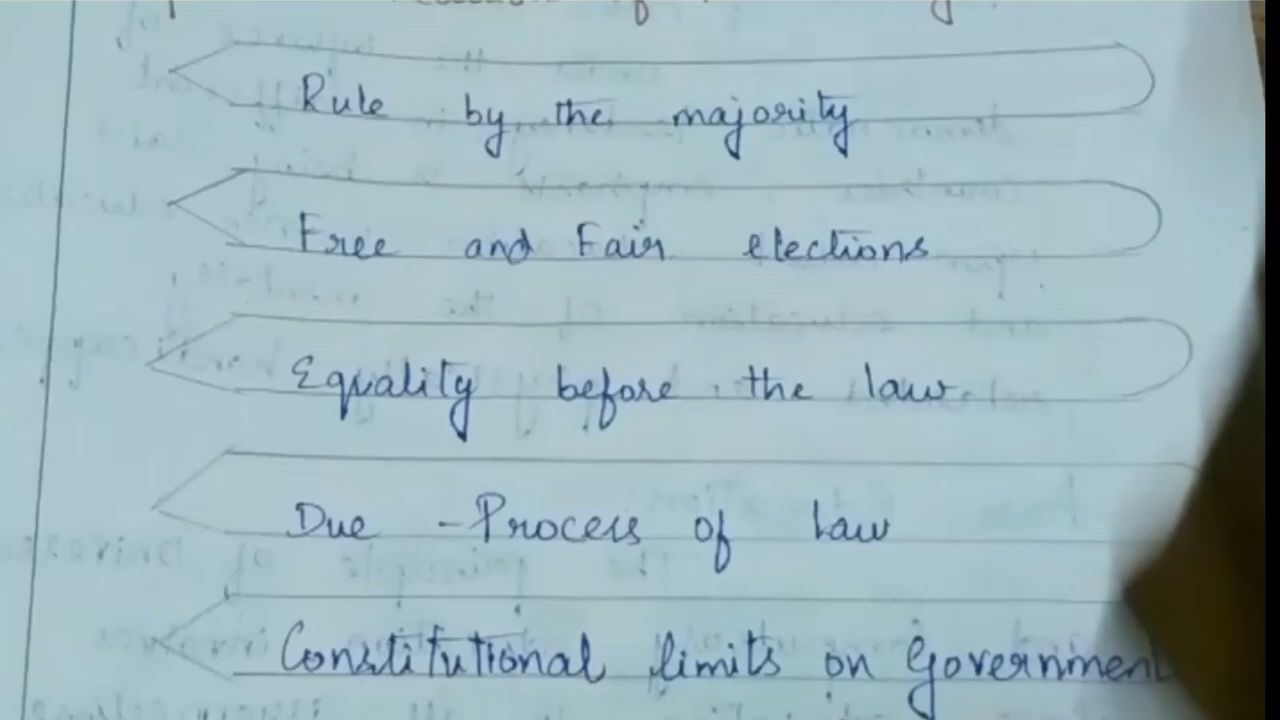 Rule by the majority
Free and Fair elections
Equality before the law
Due - Process of law
Constitutional limits on Government